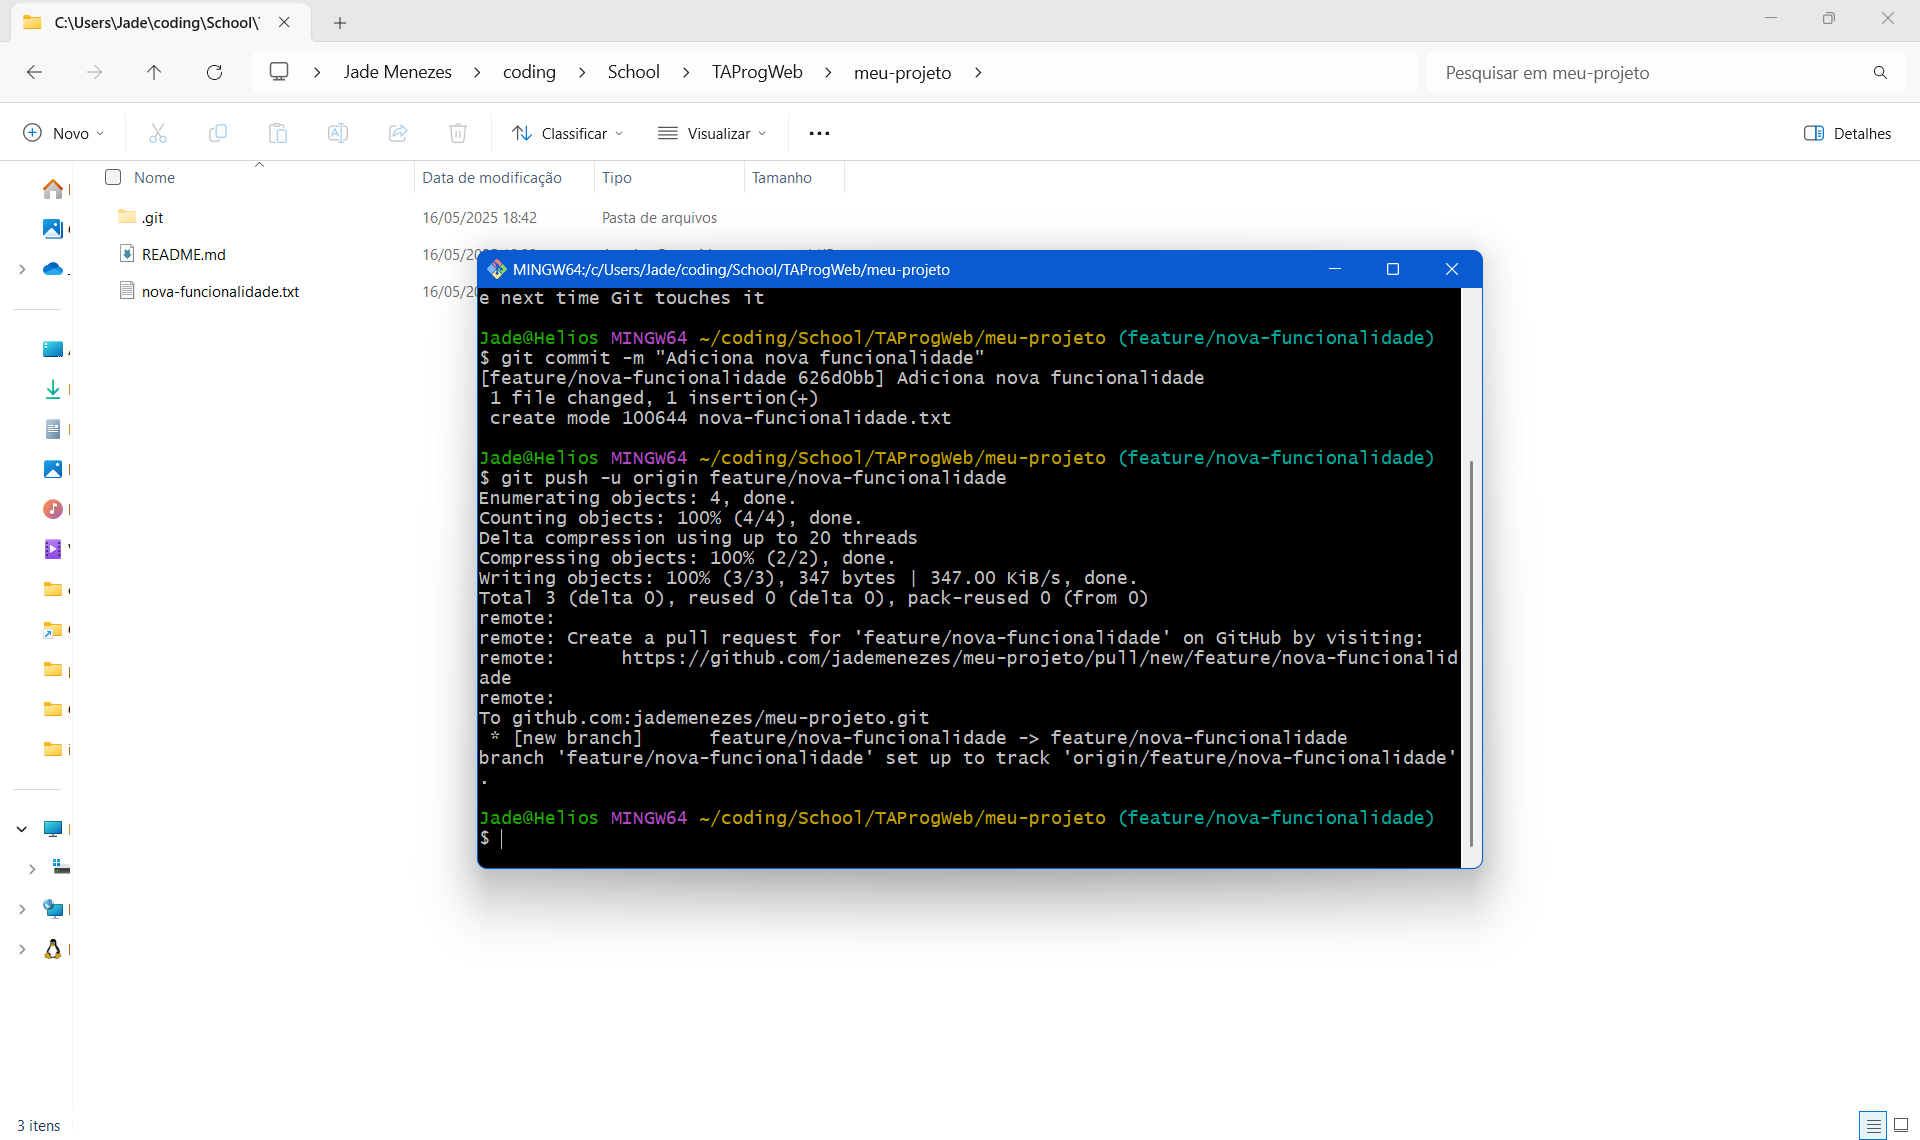 C:\Users\Jade\coding\School\
Jade Menezes
coding
School
TAProgWeb
meu-projeto
Pesquisar em meu-projeto
Novo
Classificar
Visualizar
Detalhes
Nome
Data de modificação
Tipo
Tamanho
.git
16/05/2025 18:42
Pasta de arquivos
README.md
nova-funcionalidade.txt
MINGW64:/c/Users/Jade/coding/School/TAProgWeb/meu-projeto
e next time Git touches it
Jade@Helios MINGW64 ~/coding/School/TAProgWeb/meu-projeto (feature/nova-funcionalidade)
$ git commit -m "Adiciona nova funcionalidade"
[feature/nova-funcionalidade 626d0bb] Adiciona nova funcionalidade
1 file changed, 1 insertion(+)
create mode 100644 nova-funcionalidade.txt
Jade@Helios MINGW64 ~/coding/School/TAProgWeb/meu-projeto (feature/nova-funcionalidade)
$ git push -u origin feature/nova-funcionalidade
Enumerating objects: 4, done.
Counting objects: 100% (4/4), done.
Delta compression using up to 20 threads
Compressing objects: 100% (2/2), done.
Writing objects: 100% (3/3), 347 bytes | 347.00 KiB/s, done.
Total 3 (delta 0), reused 0 (delta 0), pack-reused 0 (from 0)
remote:
remote: Create a pull request for 'feature/nova-funcionalidade' on GitHub by visiting:
remote:      https://github.com/jademenezes/meu-projeto/pull/new/feature/nova-funcionalid
ade
remote:
To github.com:jademenezes/meu-projeto.git
* [new branch]      feature/nova-funcionalidade -> feature/nova-funcionalidade
branch 'feature/nova-funcionalidade' set up to track 'origin/feature/nova-funcionalidade'
.
Jade@Helios MINGW64 ~/coding/School/TAProgWeb/meu-projeto (feature/nova-funcionalidade)
$
3 itens